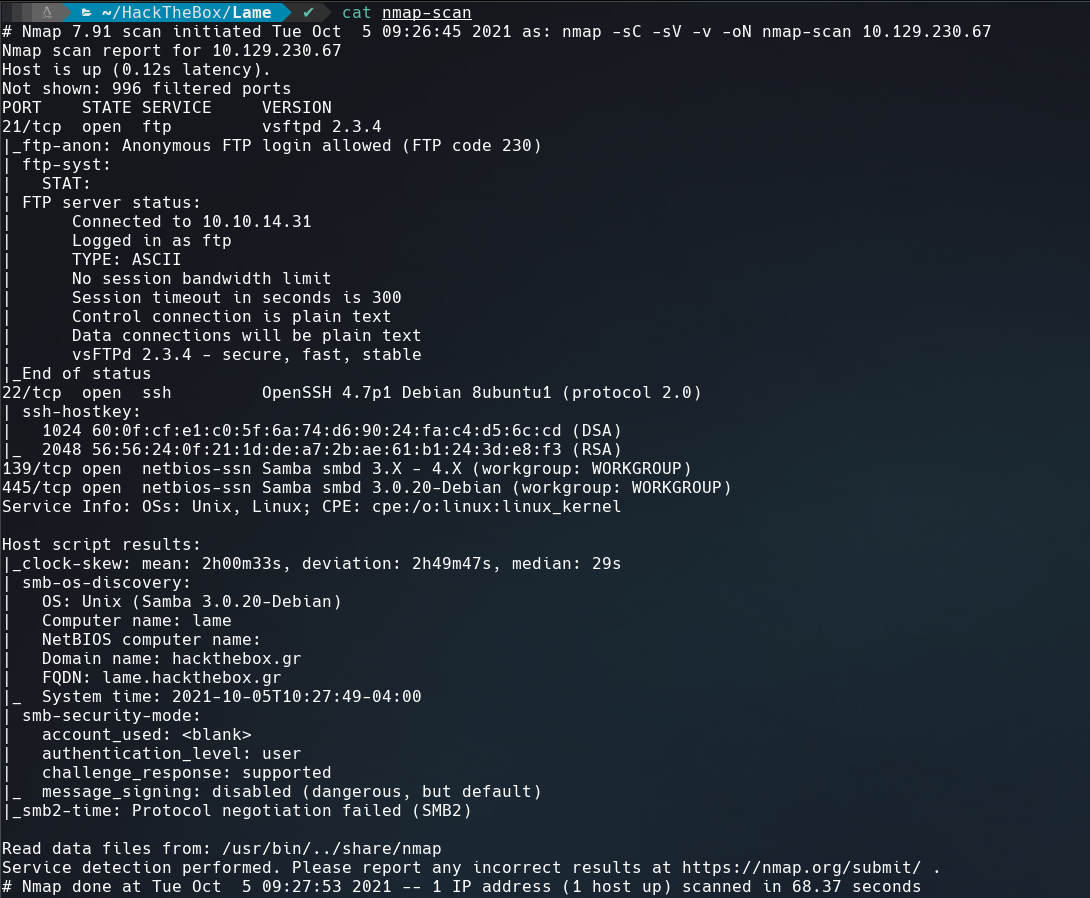 ~/HackTheBox/Lame ✔ cat nmap-scan
# Nmap 7.91 scan initiated Tue Oct  5 09:26:45 2021 as: nmap -sC -sV -v -oN nmap-scan 10.129.230.67
Nmap scan report for 10.129.230.67
Host is up (0.12s latency).
Not shown: 996 filtered ports
PORT    STATE SERVICE     VERSION
21/tcp  open  ftp         vsftpd 2.3.4
|_ftp-anon: Anonymous FTP login allowed (FTP code 230)
| ftp-syst:
|   STAT:
| FTP server status:
|      Connected to 10.10.14.31
|      Logged in as ftp
|      TYPE: ASCII
|      No session bandwidth limit
|      Session timeout in seconds is 300
|      Control connection is plain text
|      Data connections will be plain text
|      vsFTPd 2.3.4 - secure, fast, stable
|_End of status
22/tcp  open  ssh         OpenSSH 4.7p1 Debian 8ubuntu1 (protocol 2.0)
| ssh-hostkey:
|   1024 60:0f:cf:e1:c0:5f:6a:74:d6:90:24:fa:c4:d5:6c:cd (DSA)
|_  2048 56:56:24:0f:21:1d:de:a7:2b:ae:61:b1:24:3d:e8:f3 (RSA)
139/tcp open  netbios-ssn Samba smbd 3.X - 4.X (workgroup: WORKGROUP)
445/tcp open  netbios-ssn Samba smbd 3.0.20-Debian (workgroup: WORKGROUP)
Service Info: OSs: Unix, Linux; CPE: cpe:/o:linux:linux_kernel

Host script results:
|_clock-skew: mean: 2h00m33s, deviation: 2h49m47s, median: 29s
| smb-os-discovery:
|   OS: Unix (Samba 3.0.20-Debian)
|   Computer name: lame
|   NetBIOS computer name:
|   Domain name: hackthebox.gr
|   FQDN: lame.hackthebox.gr
|_  System time: 2021-10-05T10:27:49-04:00
| smb-security-mode:
|   account_used: <blank>
|   authentication_level: user
|   challenge_response: supported
|_  message_signing: disabled (dangerous, but default)
|_smb2-time: Protocol negotiation failed (SMB2)

Read data files from: /usr/bin/../share/nmap
Service detection performed. Please report any incorrect results at https://nmap.org/submit/ .
# Nmap done at Tue Oct  5 09:27:53 2021 -- 1 IP address (1 host up) scanned in 68.37 seconds